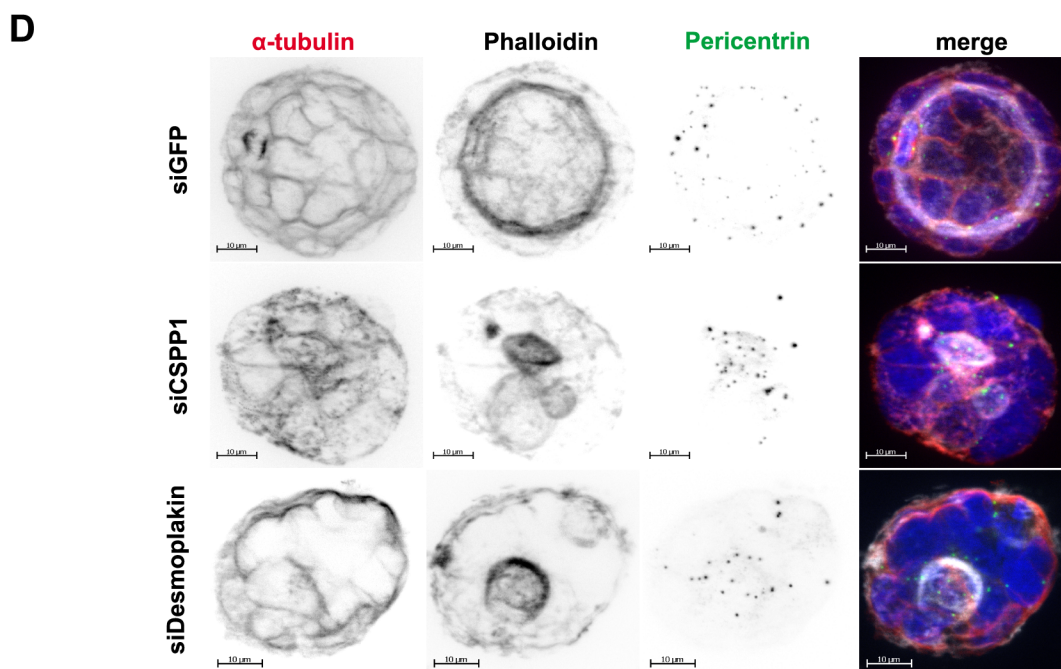 D
α-tubulin Phalloidin Pericentrin merge
siGFP
10 µm 10 µm 10 µm 10 µm
siCSPP1
10 µm 10 µm 10 µm 10 µm
siDesmoplakin
10 µm 10 µm 10 µm 10 µm